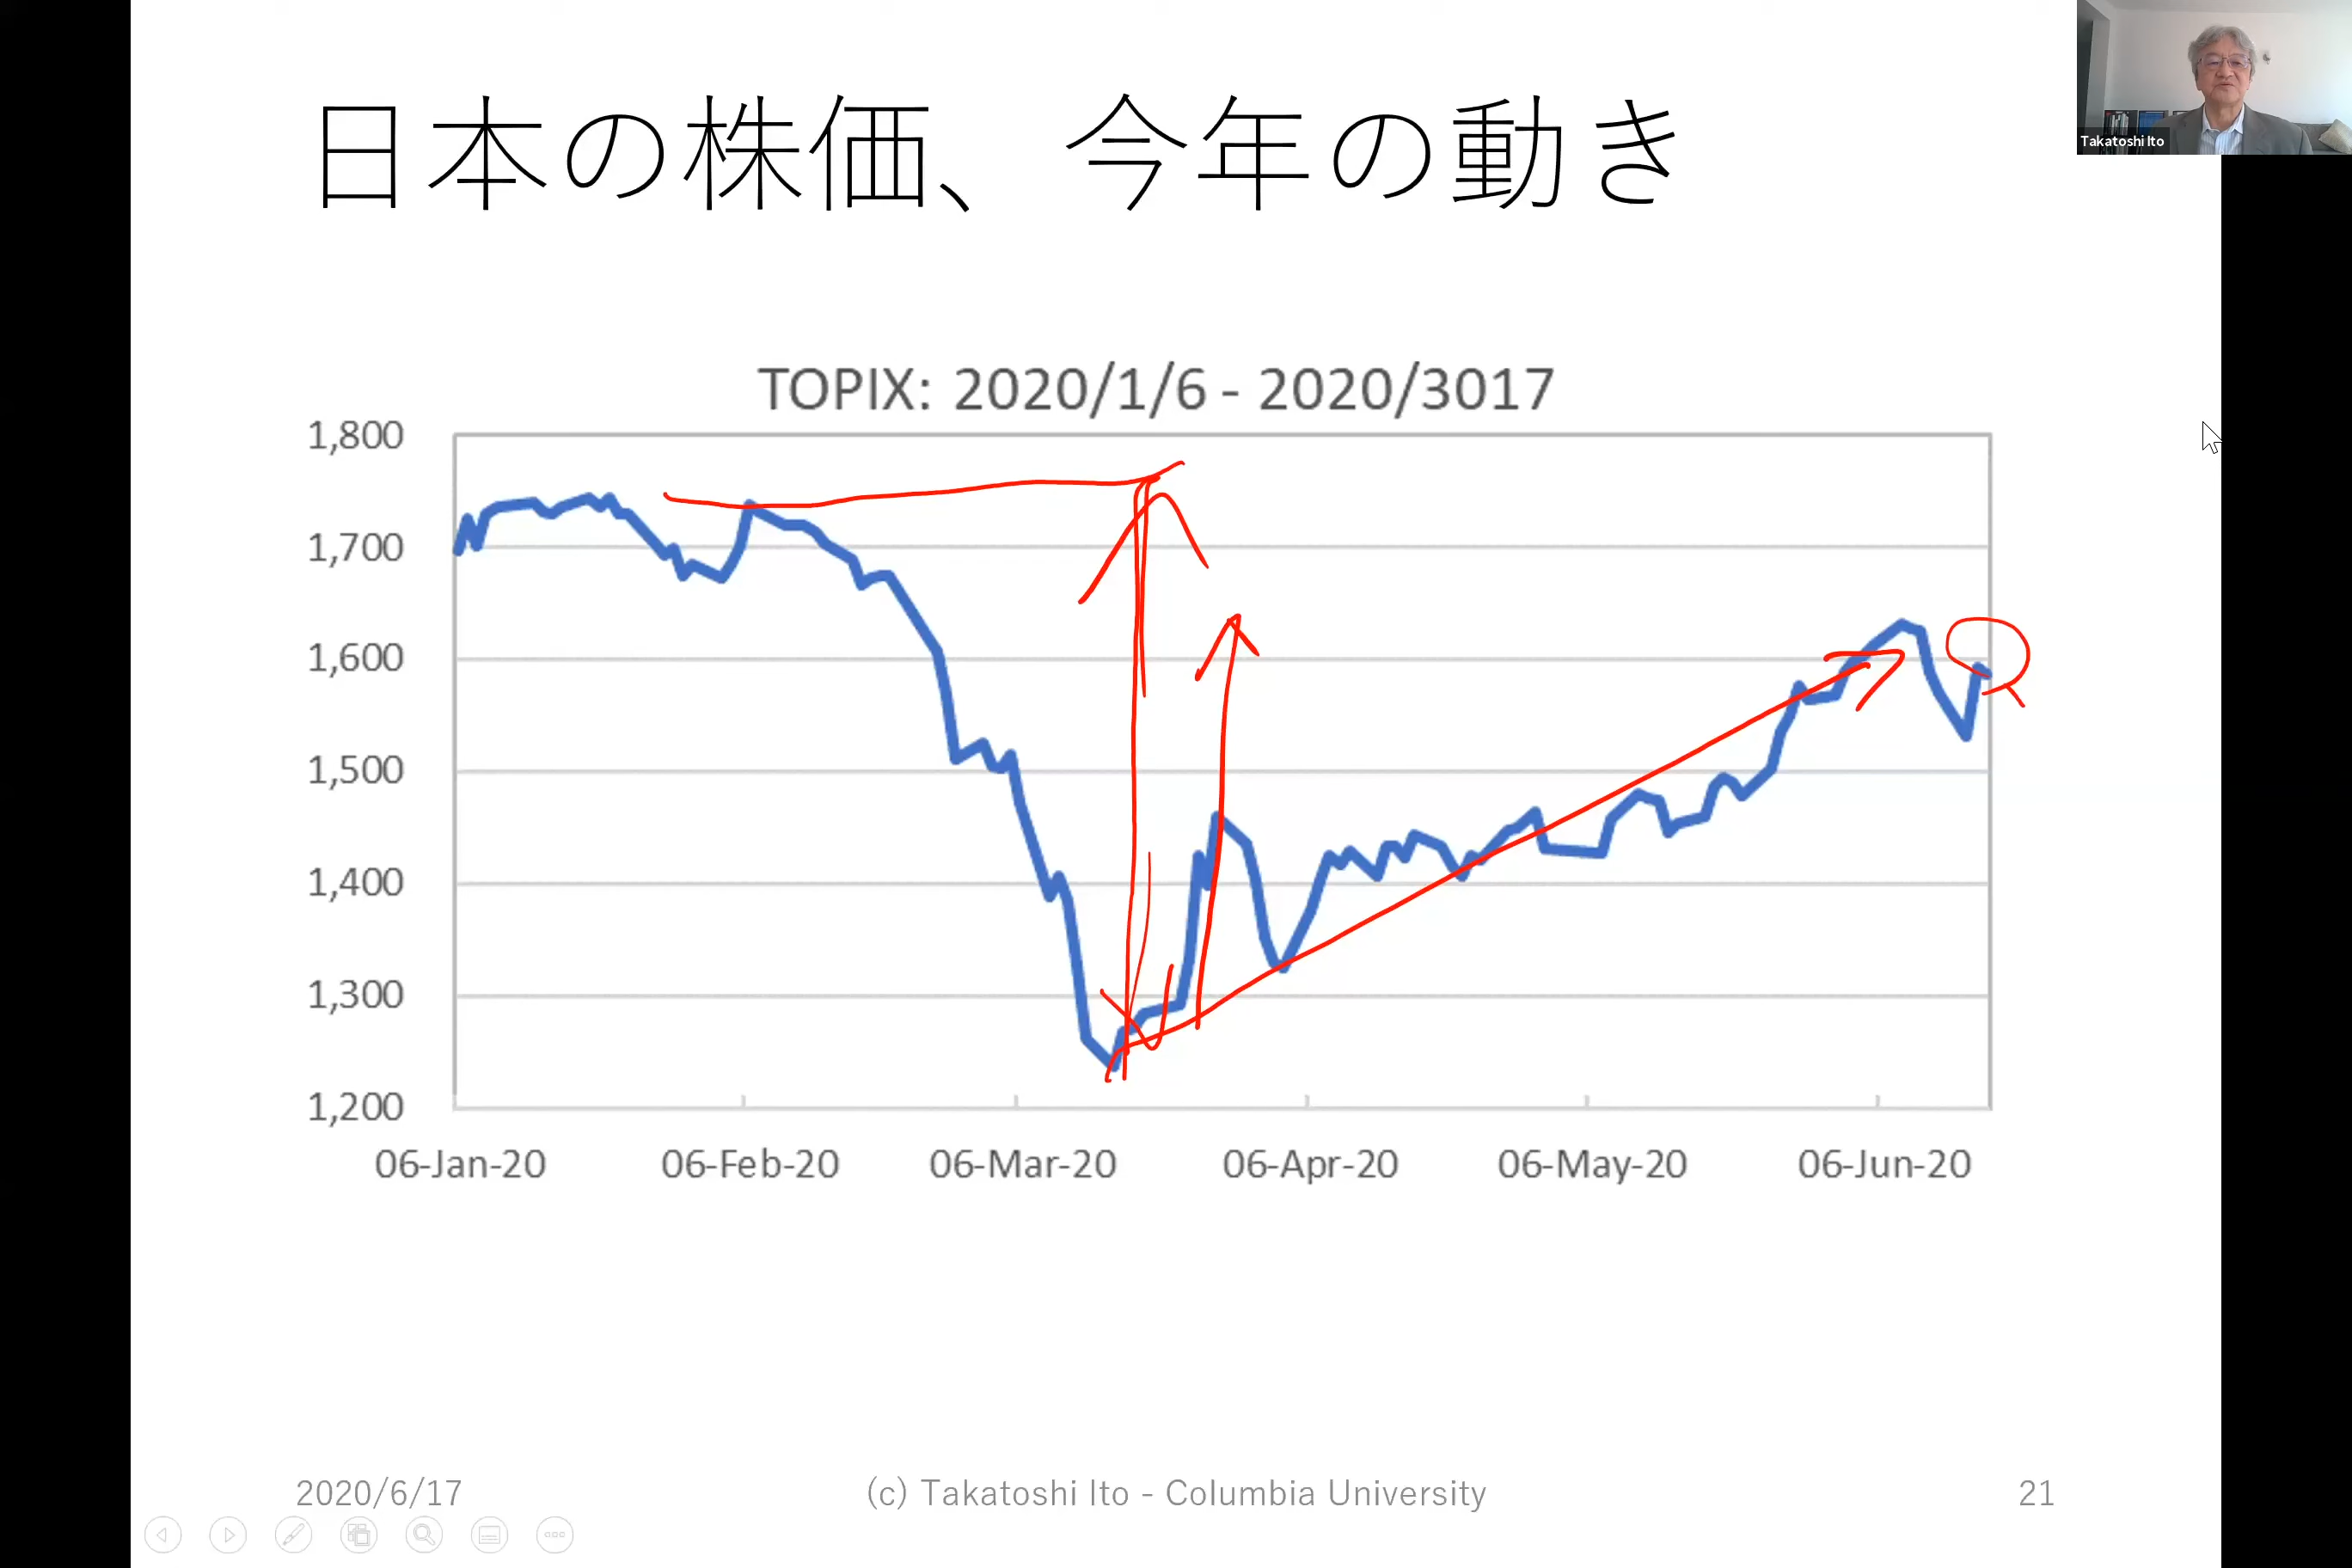 日本の株価、 今年の動き
Takatoshi Ito
TOPIX: 2020/1/6 - 2020/3017
1,800
1,700
1,600
1,500
1,400
1,300
1,200
06-Jan-20 06-Feb-20 06-Mar-20 06-Apr-20 06-May-20 06-Jun-20
2020/6/17 (c) Takatoshi Ito - Columbia University 21